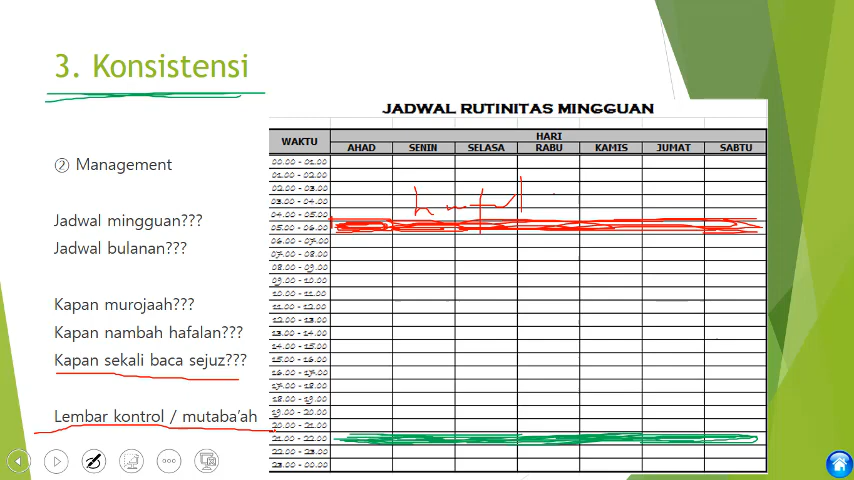 3. Konsistensi
② Management
Jadwal mingguan???
Jadwal bulanan???
Kapan murojaah???
Kapan nambah hafalan???
Kapan sekali baca sejuz???
Lembar kontrol / mutaba'ah
JADWAL RUTINITAS MINGGUAN
WAKTU HARI
AHAD SENIN SELASA RABU KAMIS JUMAT SABTU
00.00 - 01.00
01.00 - 02.00
02.00 - 03.00
03.00 - 04.00
04.00 - 05.00
05.00 - 06.00
06.00 - 07.00
07.00 - 08.00
08.00 - 09.00
09.00 - 10.00
10.00 - 11.00
11.00 - 12.00
12.00 - 13.00
13.00 - 14.00
14.00 - 15.00
15.00 - 16.00
16.00 - 17.00
17.00 - 18.00
18.00 - 19.00
19.00 - 20.00
20.00 - 21.00
21.00 - 22.00
22.00 - 23.00
23.00 - 00.00